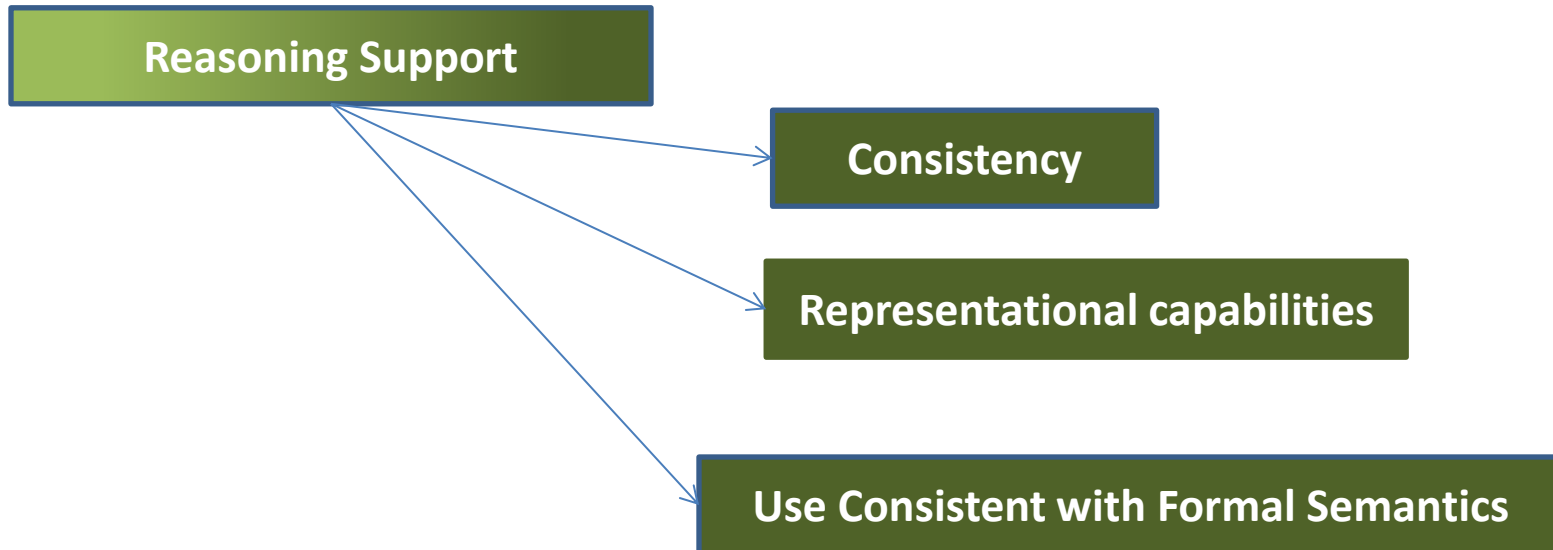 Reasoning Support
Consistency
Representational capabilities
Use Consistent with Formal Semantics